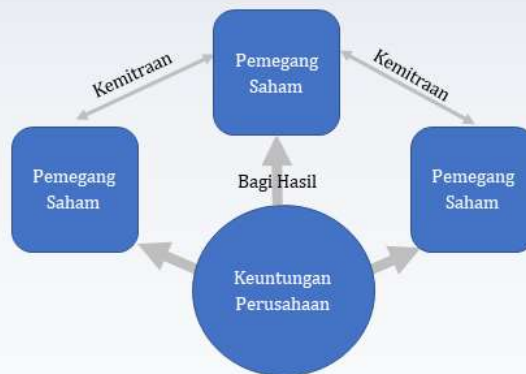 Pemegang
Saham
Kemitraan
Kemitraan
Pemegang
Saham
Bagi Hasil
Pemegang
Saham
Keuntungan
Perusahaan